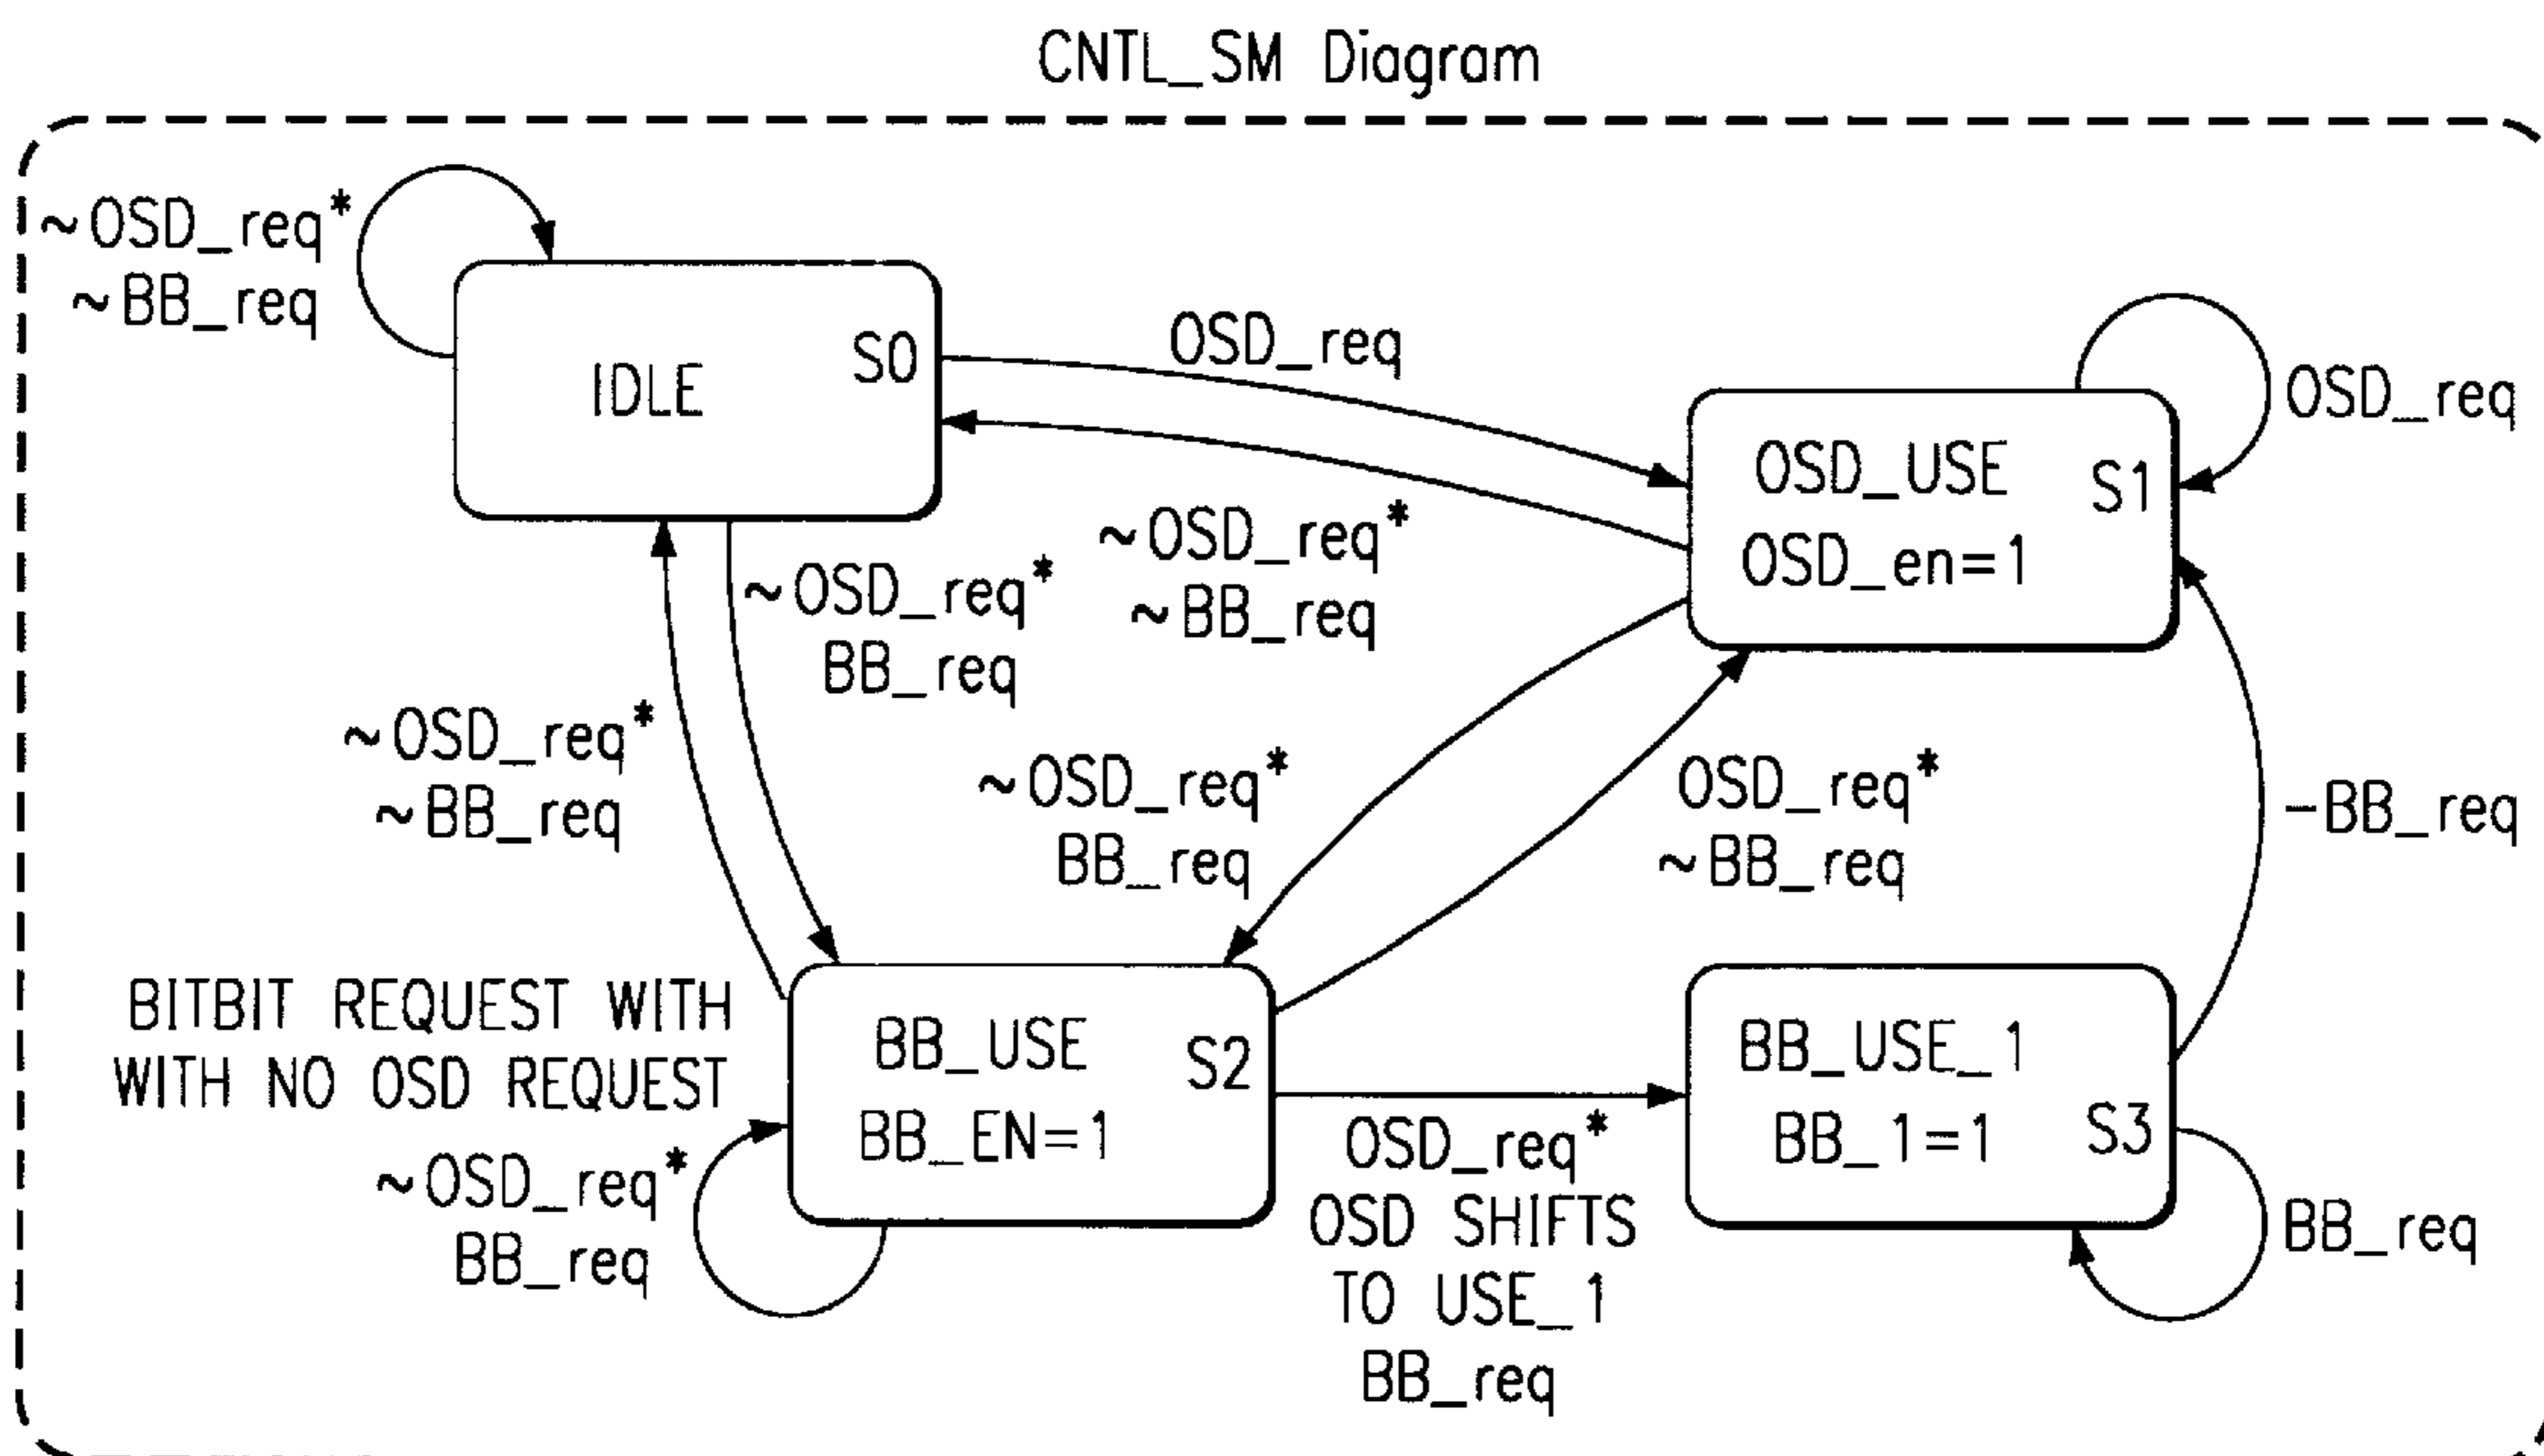 CNTL_SM Diagram
~OSD_req*
~BB_req
IDLE
S0
OSD_req
OSD_req
OSD_USE
S1
OSD_en=1
~OSD_req*
~BB_req
~OSD_req*
BB_req
~OSD_req*
~BB_req
~OSD_req*
BB_req
OSD_req*
~BB_req
-BB_req
BITBIT REQUEST WITH
WITH NO OSD REQUEST
BB_USE
S2
BB_EN=1
BB_USE_1
BB_1=1
S3
~OSD_req*
BB_req
OSD_req*
OSD SHIFTS
TO USE_1
BB_req
BB_req